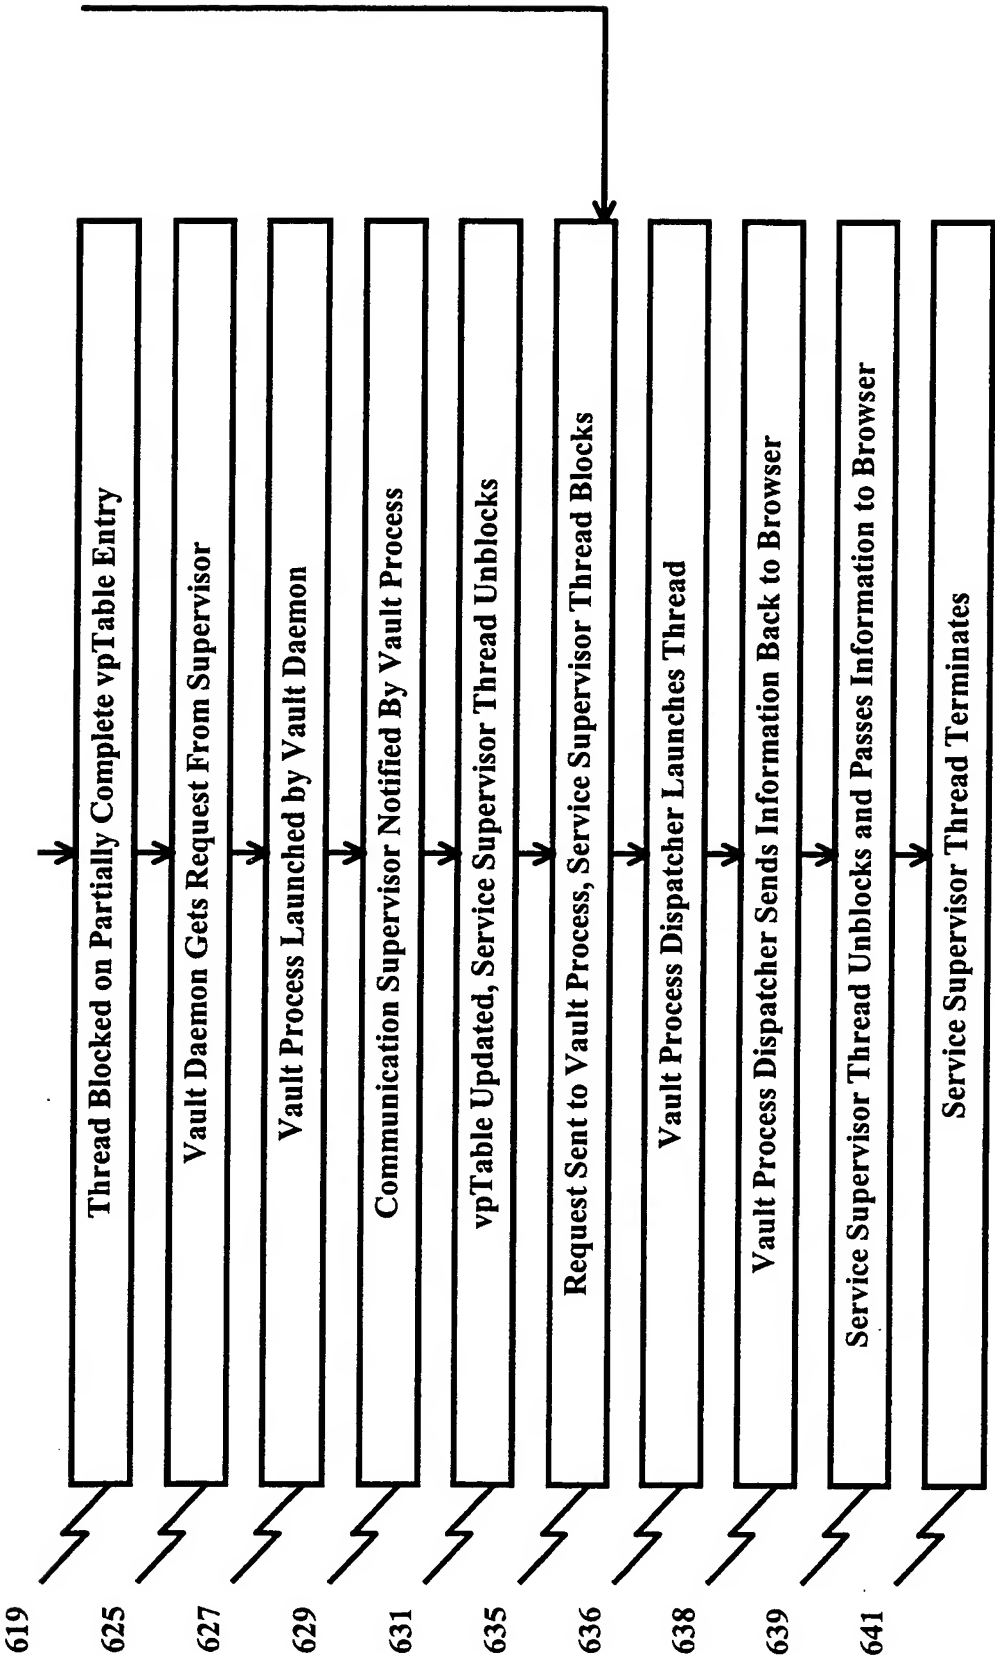 619
Thread Blocked on Partially Complete vpTable Entry
625
Vault Daemon Gets Request From Supervisor
627
Vault Process Launched by Vault Daemon
629
Communication Supervisor Notified By Vault Process
631
vpTable Updated, Service Supervisor Thread Unblocks
635
Request Sent to Vault Process, Service Supervisor Thread Blocks
636
Vault Process Dispatcher Launches Thread
638
Vault Process Dispatcher Sends Information Back to Browser
639
Service Supervisor Thread Unblocks and Passes Information to Browser
641
Service Supervisor Thread Terminates